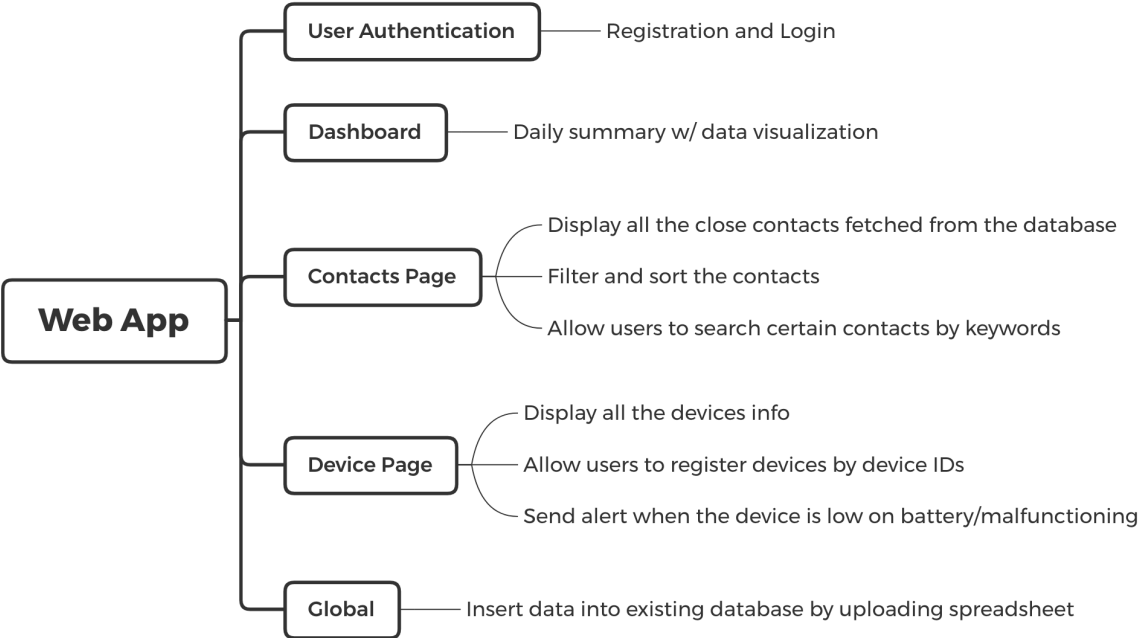 User Authentication
Registration and Login
Dashboard
Daily summary w/ data visualization
Display all the close contacts fetched from the database
Contacts Page
Filter and sort the contacts
Web App
Allow users to search certain contacts by keywords
Display all the devices info
Device Page
Allow users to register devices by device IDs
Send alert when the device is low on battery/malfunctioning
Global
Insert data into existing database by uploading spreadsheet